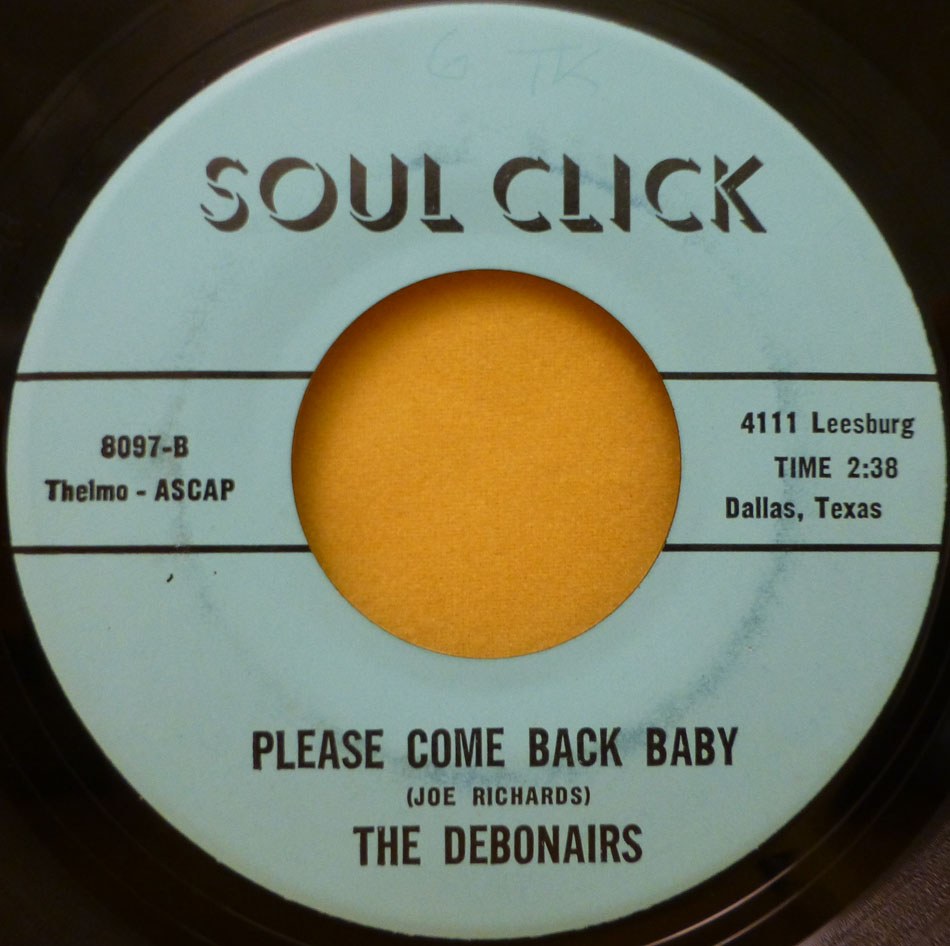 G TK
SOUL CLICK
8097-B
Thelmo - ASCAP
4111 Leesburg
TIME 2:38
Dallas, Texas
PLEASE COME BACK BABY
(JOE RICHARDS)
THE DEBONAIRS